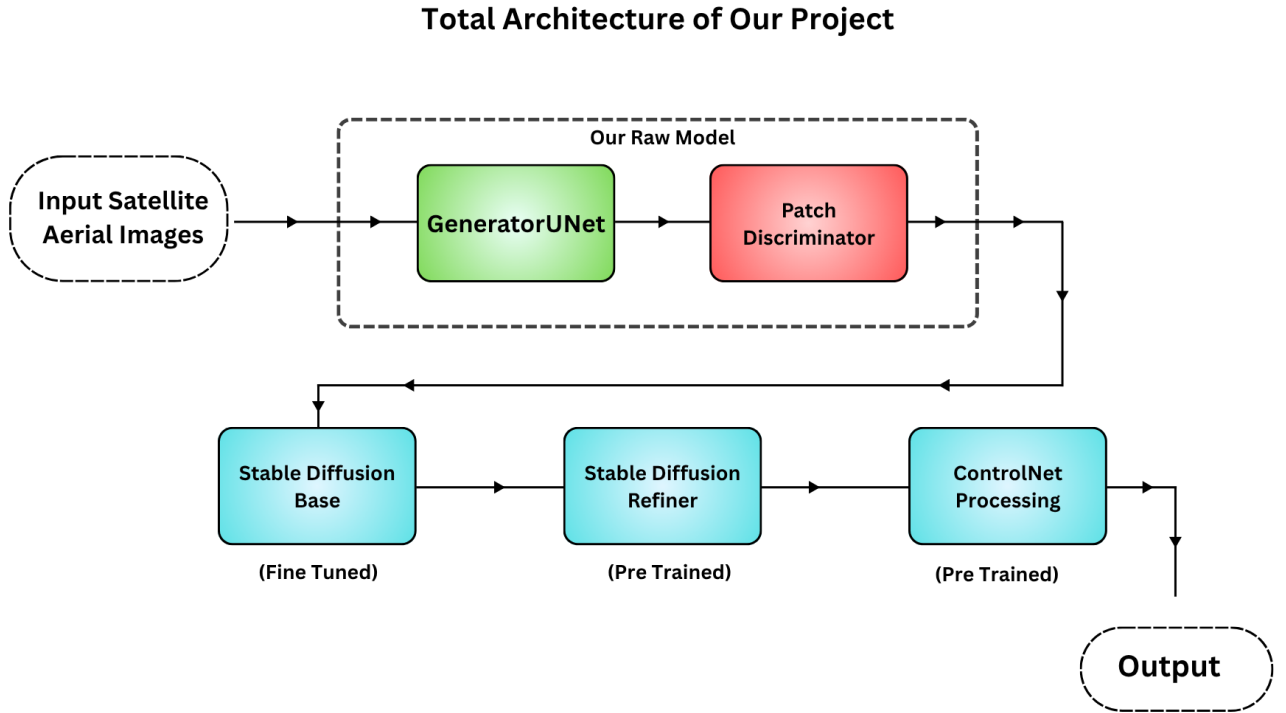 Total Architecture of Our Project
Our Raw Model
Input Satellite
Aerial Images
GeneratorUNet
Patch
Discriminator
Stable Diffusion
Base
Stable Diffusion
Refiner
ControlNet
Processing
(Fine Tuned)
(Pre Trained)
(Pre Trained)
Output